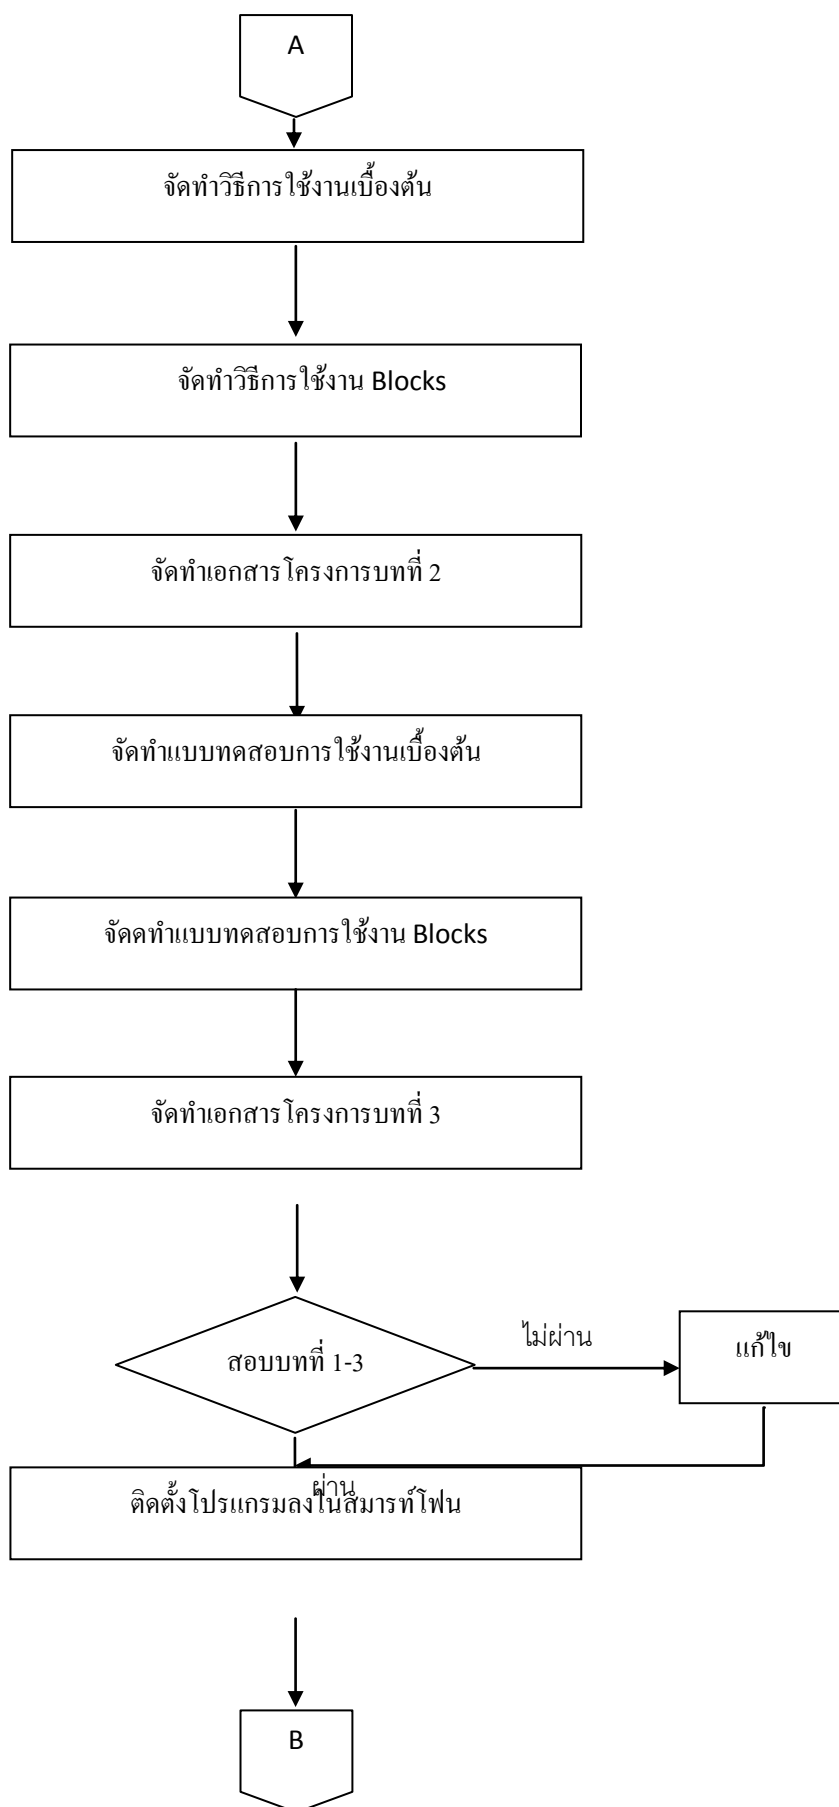 A
จัดทำวิธีการใช้งานเบื้องต้น
จัดทำวิธีการใช้งาน Blocks
จัดทำเอกสารโครงการบทที่ 2
จัดทำแบบทดสอบการใช้งานเบื้องต้น
จัดดทำแบบทดสอบการใช้งาน Blocks
จัดทำเอกสารโครงการบทที่ 3
สอบบทที่ 1-3
ไม่ผ่าน
แก้ไข
ผ่าน
ติดตั้งโปรแกรมลงในสมารท์โฟน
B